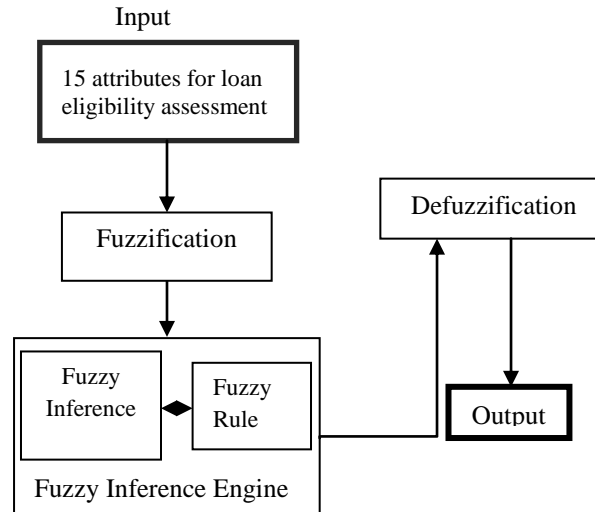 Input
15 attributes for loan
eligibility assessment
Fuzzification
Fuzzy
Inference
Fuzzy
Rule
Fuzzy Inference Engine
Defuzzification
Output